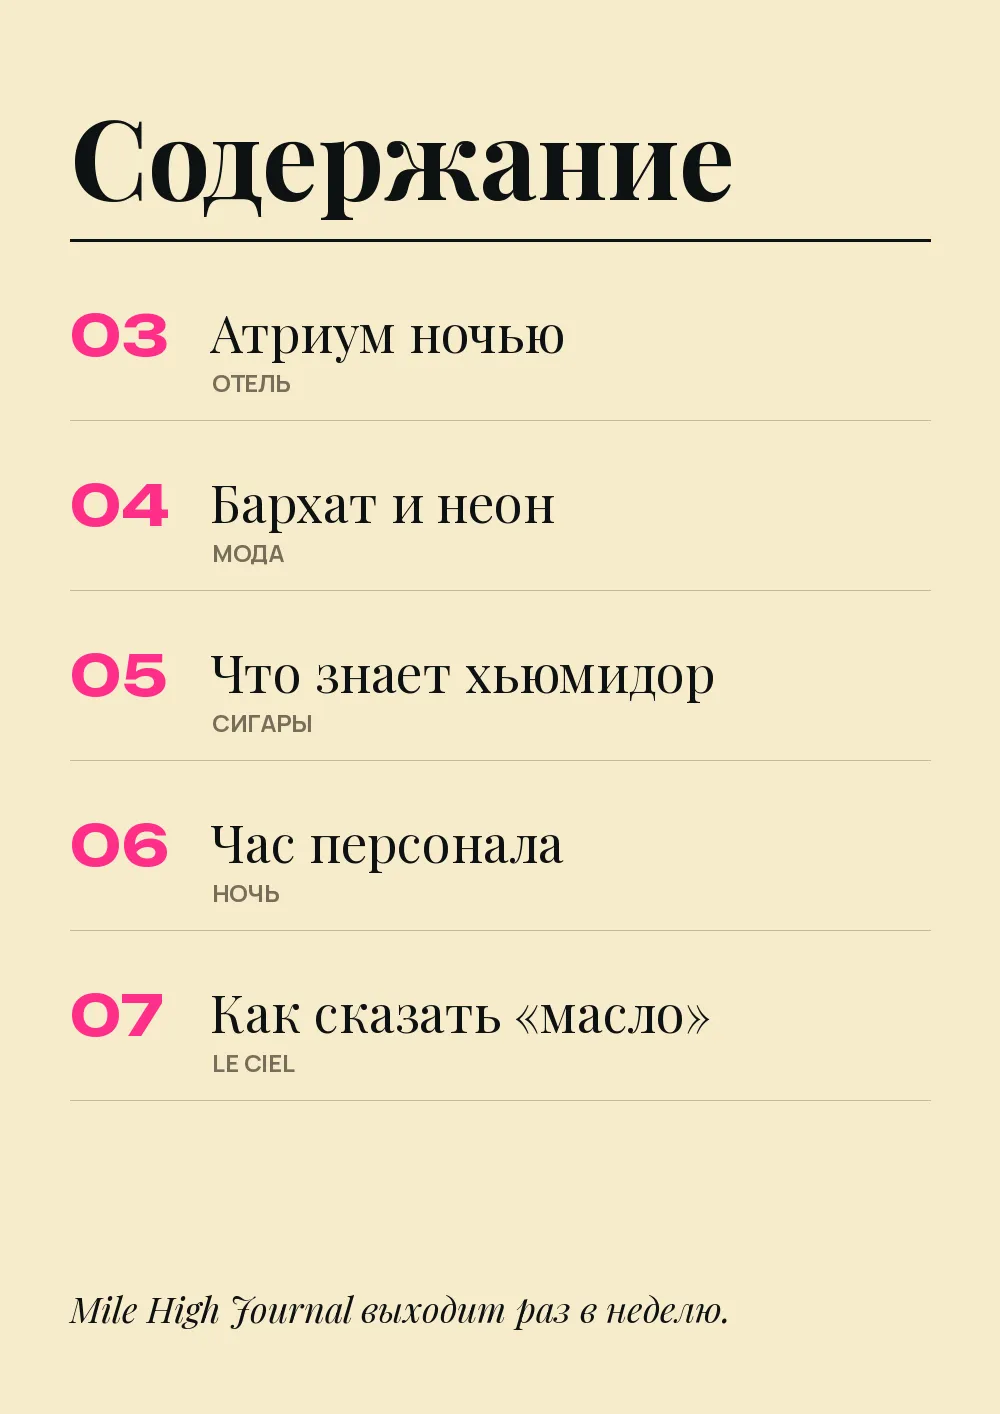 Содержание
03 Атриум ночью
ОТЕЛЬ
04 Бархат и неон
МОДА
05 Что знает хьюмидор
СИГАРЫ
06 Час персонала
НОЧЬ
07 Как сказать «масло»
LE CIEL
Mile High Journal выходит раз в неделю.